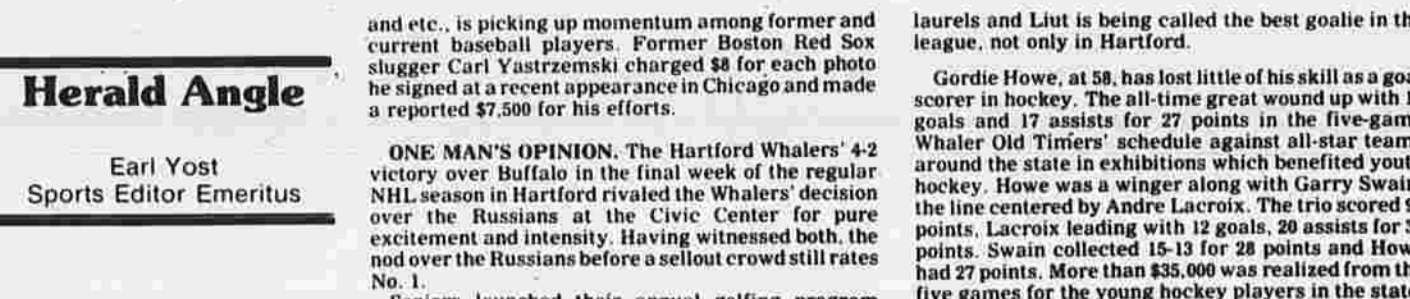 Herald Angle
Earl Yost
Sports Editor Emeritus
and etc., is picking up momentum among former and
current baseball players. Former Boston Red Sox
slugger Carl Yastrzemski charged $8 for each photo
he signed at a recent appearance in Chicago and made
a reported $7,500 for his efforts.
ONE MAN'S OPINION. The Hartford Whalers' 4-2
victory over Buffalo in the final week of the regular
NHL season in Hartford rivaled the Whalers' decision
over the Russians at the Civic Center for pure
excitement and intensity. Having witnessed both, the
nod over the Russians before a sellout crowd still rates
No. 1.
Seniors launched their annual golfing program
laurels and Liut is being called the best goalie in
league, not only in Hartford.
Gordie Howe, at 58, has lost little of his skill as a
scorer in hockey. The all-time great wound up with
goals and 17 assists for 27 points in the
Whaler Old Timers' schedule against all-star
around the state in exhibitions which benefited
hockey. Howe was a winger along with Garry
the line centered by Andre Lacroix. The trio scored
points, Lacroix leading with 12 goals, 20 assists for
points. Swain collected 15-13 for 28 points and
had 27 points. More than $35,000 was realized from
five games for the young hockey players in the